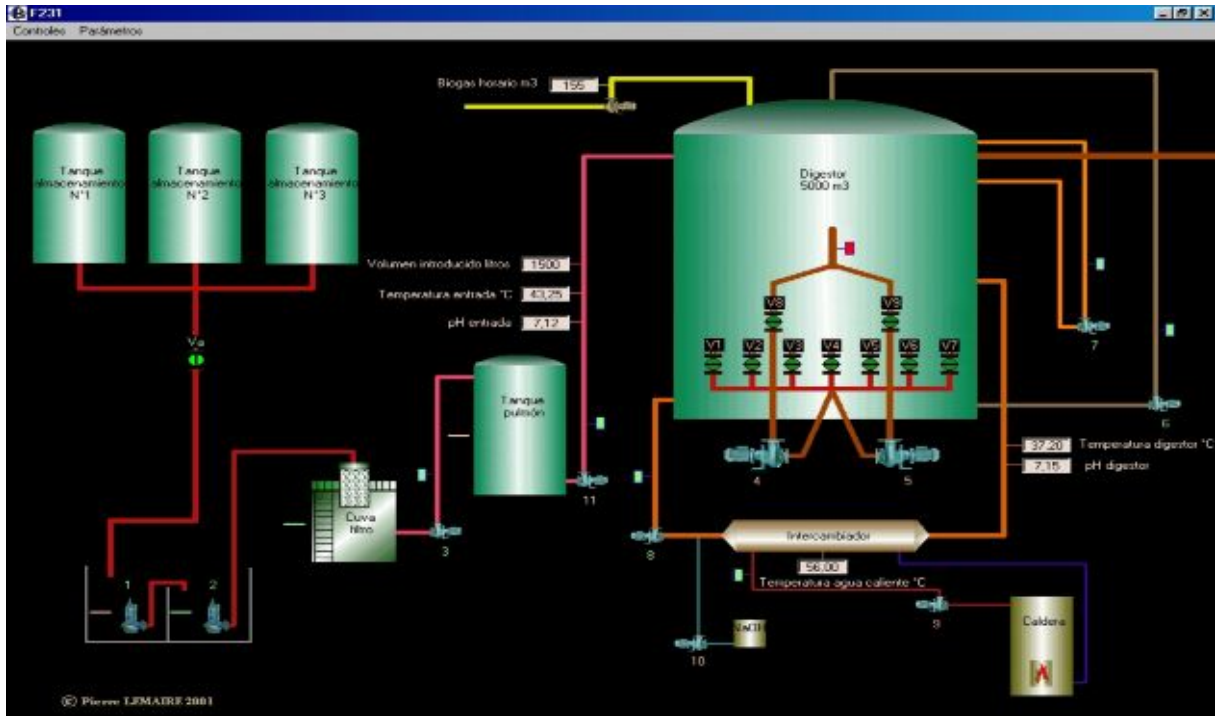 F231
Controles Parámetros
Biogas horario m3 155
Tanque
almacenamiento
N°1
Tanque
almacenamiento
N°2
Tanque
almacenamiento
N°3
Digestor
5000 m3
Volumen introducido litros 1500
Temperatura entrada °C 43,25
pH entrada 7,12
Va
V8
V9
V1
V2
V3
V4
V5
V6
V7
7
6
Tanque
pulmón
Temperatura digestor °C 37,20
pH digestor 7,15
4
5
11
Cuva
filtro
3
8
Intercambiador
56,00
Temperatura agua caliente °C
1
2
9
Caldera
NaOH
10
© Pierre LEMAIRE 2001